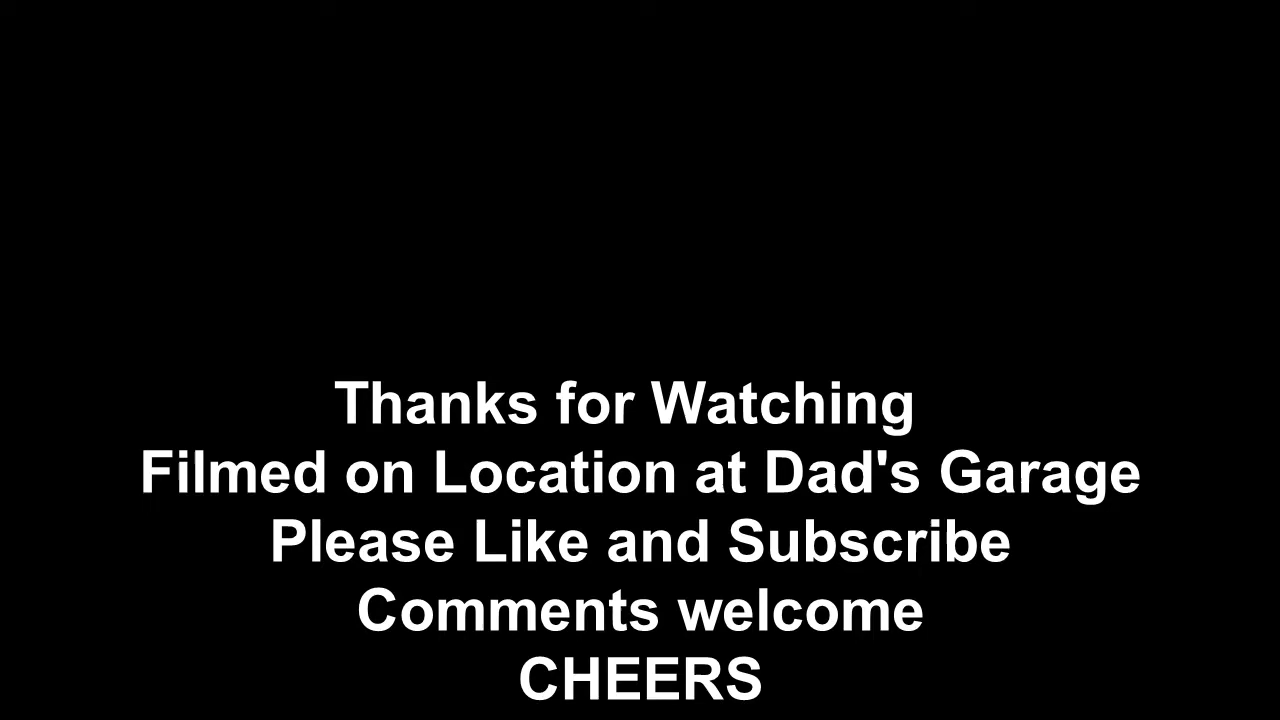 Thanks for Watching
Filmed on Location at Dad's Garage
Please Like and Subscribe
Comments welcome
CHEERS